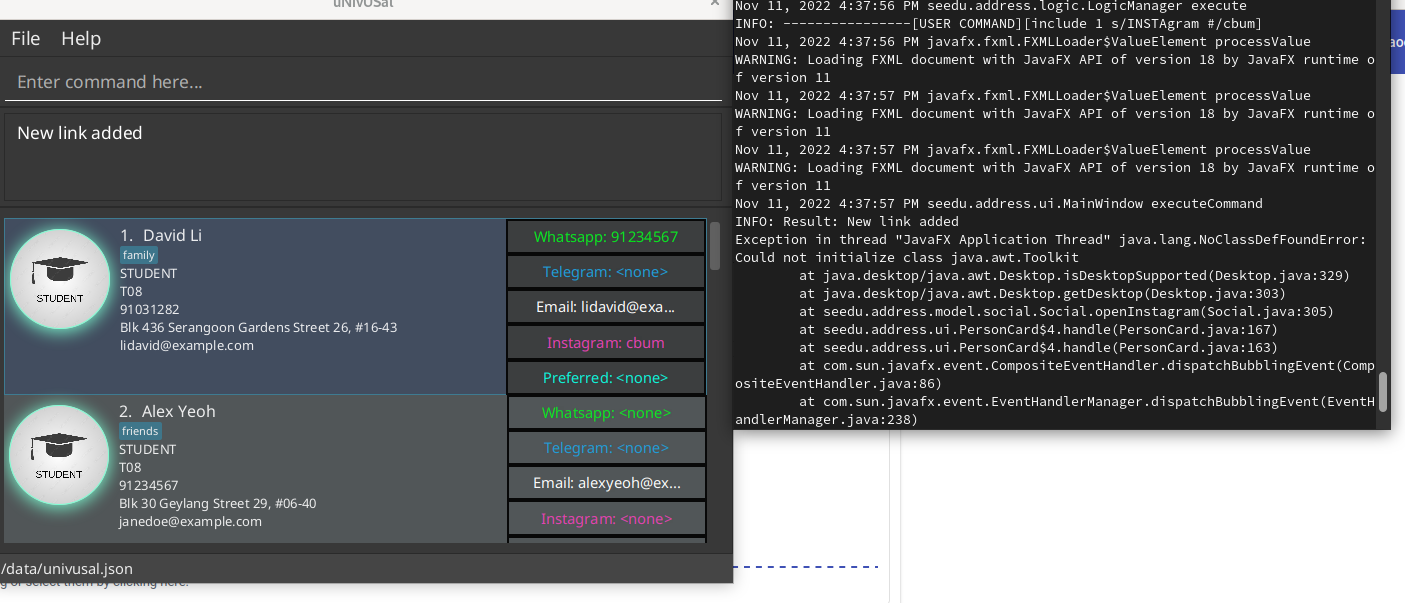 uNivUSal
×
File Help
Enter command here...
New link added
1. David Li
family
STUDENT
T08
91031282
Blk 436 Serangoon Gardens Street 26, #16-43
lidavid@example.com
STUDENT
Whatsapp: 91234567
Telegram: <none>
Email: lidavid@exa...
Instagram: cbum
Preferred: <none>
2. Alex Yeoh
friends
STUDENT
T08
91234567
Blk 30 Geylang Street 29, #06-40
janedoe@example.com
STUDENT
Whatsapp: <none>
Telegram: <none>
Email: alexyeoh@ex...
Instagram: <none>
/data/univusal.json
g or select them by clicking here.
Nov 11, 2022 4:37:56 PM seedu.address.logic.LogicManager execute
INFO: ----------------[USER COMMAND][include 1 s/INSTAgram #/cbum]
Nov 11, 2022 4:37:56 PM javafx.fxml.FXMLLoader$ValueElement processValue
WARNING: Loading FXML document with JavaFX API of version 18 by JavaFX runtime o
f version 11
Nov 11, 2022 4:37:57 PM javafx.fxml.FXMLLoader$ValueElement processValue
WARNING: Loading FXML document with JavaFX API of version 18 by JavaFX runtime o
f version 11
Nov 11, 2022 4:37:57 PM javafx.fxml.FXMLLoader$ValueElement processValue
WARNING: Loading FXML document with JavaFX API of version 18 by JavaFX runtime o
f version 11
Nov 11, 2022 4:37:57 PM seedu.address.ui.MainWindow executeCommand
INFO: Result: New link added
Exception in thread "JavaFX Application Thread" java.lang.NoClassDefFoundError:
Could not initialize class java.awt.Toolkit
at java.desktop/java.awt.Desktop.isDesktopSupported(Desktop.java:329)
at java.desktop/java.awt.Desktop.getDesktop(Desktop.java:303)
at seedu.address.model.social.Social.openInstagram(Social.java:305)
at seedu.address.ui.PersonCard$4.handle(PersonCard.java:167)
at seedu.address.ui.PersonCard$4.handle(PersonCard.java:163)
at com.sun.javafx.event.CompositeEventHandler.dispatchBubblingEvent(Comp
ositeEventHandler.java:86)
at com.sun.javafx.event.EventHandlerManager.dispatchBubblingEvent(EventH
andlerManager.java:238)